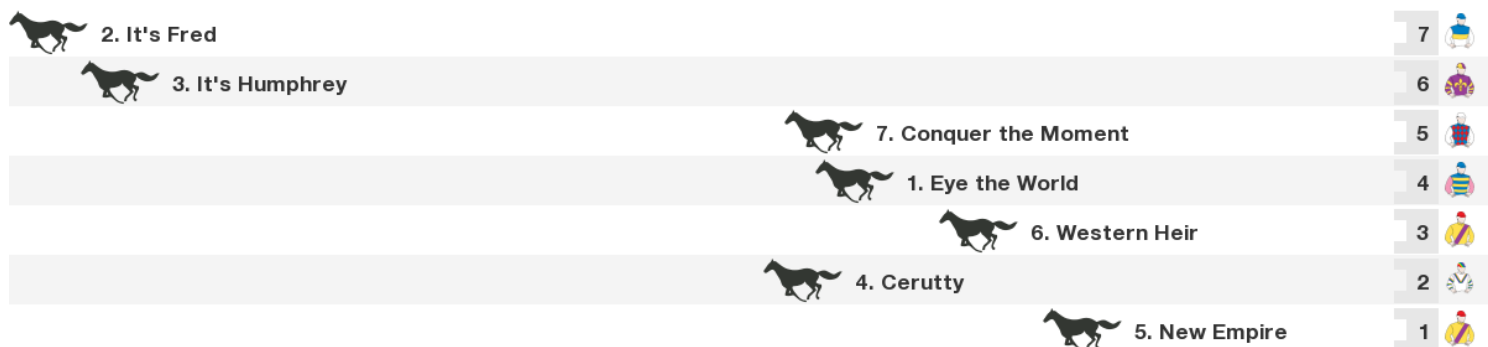 2. It's Fred 7
3. It's Humphrey 6
7. Conquer the Moment 5
1. Eye the World 4
6. Western Heir 3
4. Cerutty 2
5. New Empire 1